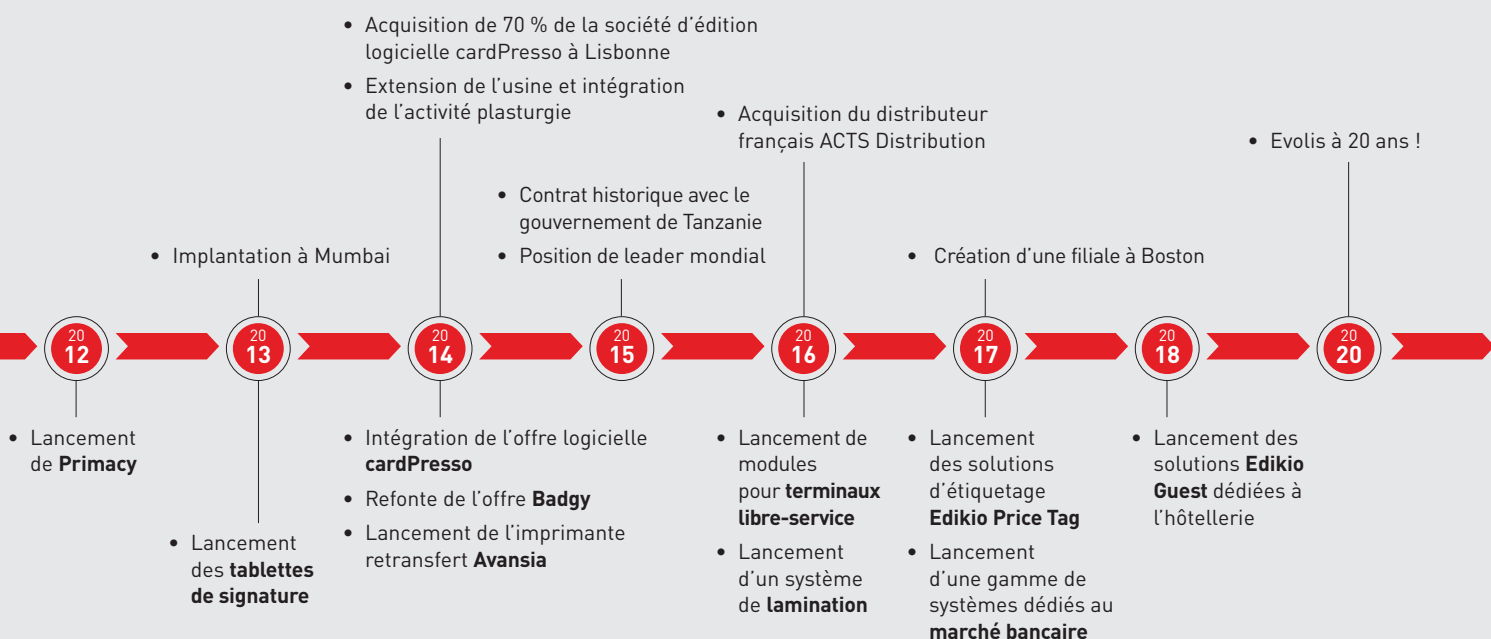 • Acquisition de 70 % de la société d’édition
logicielle cardPresso à Lisbonne
• Extension de l’usine et intégration
de l’activité plasturgie
• Acquisition du distributeur
français ACTS Distribution
• Evolis à 20 ans !
• Contrat historique avec le
gouvernement de Tanzanie
• Position de leader mondial
• Implantation à Mumbai
• Création d’une filiale à Boston
20
12
20
13
20
14
20
15
20
16
20
17
20
18
20
20
• Lancement
de Primacy
• Lancement
des tablettes
de signature
• Intégration de l’offre logicielle
cardPresso
• Refonte de l’offre Badgy
• Lancement de l’imprimante
retransfert Avansia
• Lancement de
modules
pour terminaux
libre-service
• Lancement
d’un système
de lamination
• Lancement
des solutions
d’étiquetage
Edikio Price Tag
• Lancement
d’une gamme de
systèmes dédiés au
marché bancaire
• Lancement des
solutions Edikio
Guest dédiées à
l’hôtellerie